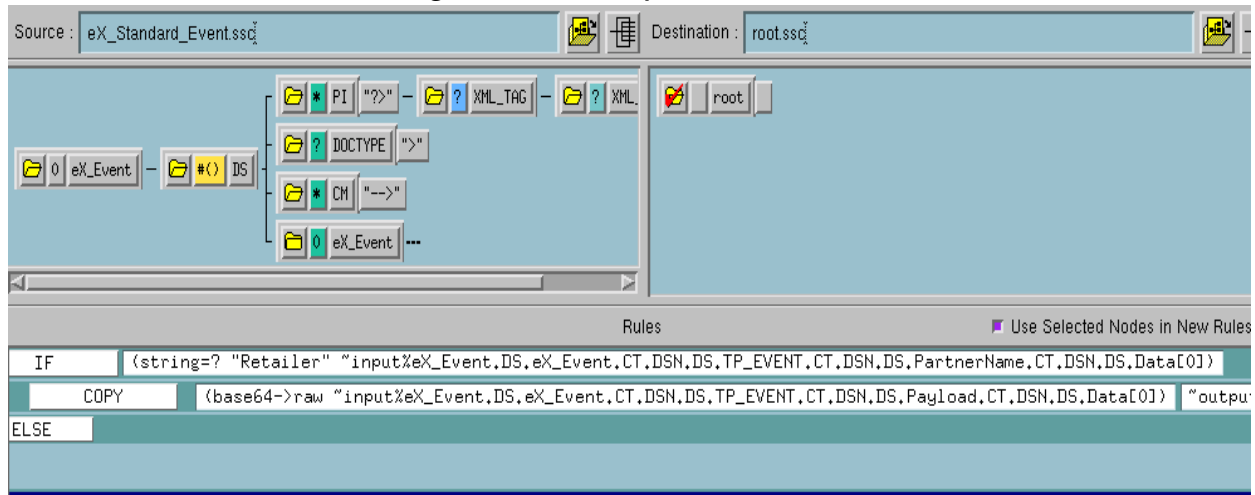 Source : eX_Standard_Event.ssc Destination : root.ssc
* PI "?>" ? XML_TAG ? XML_
root
? DOCTYPE ">"
0 eX_Event #() DS
* CM "-->"
0 eX_Event
Rules Use Selected Nodes in New Rules
IF (string=? "Retailer" ~input%eX_Event.DS.eX_Event.CT.DSN.DS.TP_EVENT.CT.DSN.DS.PartnerName.CT.DSN.DS.Data[0])
COPY (base64->raw ~input%eX_Event.DS.eX_Event.CT.DSN.DS.TP_EVENT.CT.DSN.DS.Payload.CT.DSN.DS.Data[0]) ~outpu
ELSE